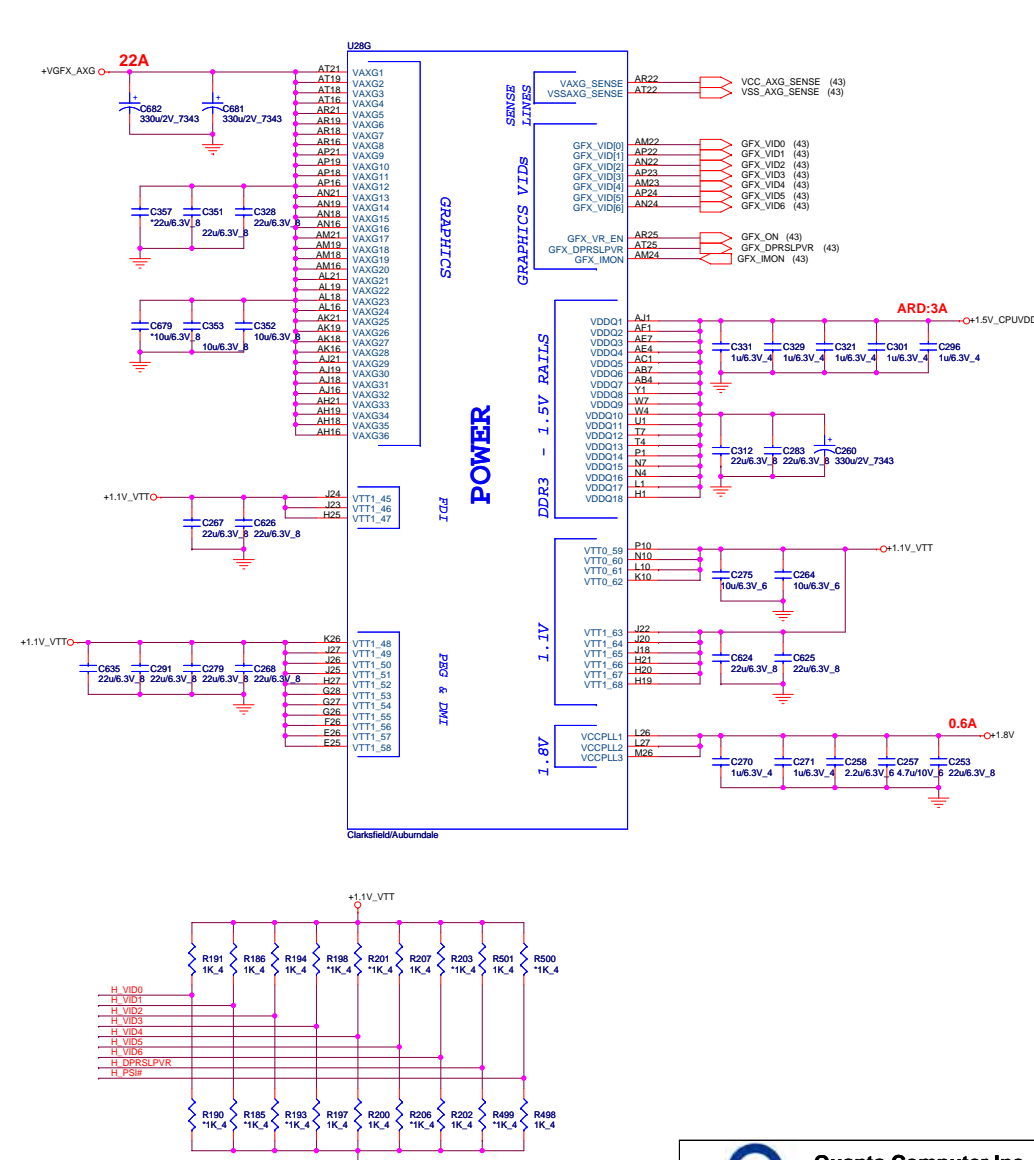 U28G
+VGFX_AXG
22A
C682
330u/2V_7343
C681
330u/2V_7343
C357
*22u/6.3V_8
C351
22u/6.3V_8
C328
22u/6.3V_8
C679
*10u/6.3V_8
C353
10u/6.3V_8
C352
10u/6.3V_8
AT21 VAXG1
AT19 VAXG2
AT18 VAXG3
AT16 VAXG4
AR21 VAXG5
AR19 VAXG6
AR18 VAXG7
AR16 VAXG8
AP21 VAXG9
AP19 VAXG10
AP18 VAXG11
AP16 VAXG12
AN21 VAXG13
AN19 VAXG14
AN18 VAXG15
AN16 VAXG16
AM21 VAXG17
AM19 VAXG18
AM18 VAXG19
AM16 VAXG20
AL21 VAXG21
AL19 VAXG22
AL18 VAXG23
AL16 VAXG24
AK21 VAXG25
AK19 VAXG26
AK18 VAXG27
AK16 VAXG28
AJ21 VAXG29
AJ19 VAXG30
AJ18 VAXG31
AJ16 VAXG32
AH21 VAXG33
AH19 VAXG34
AH18 VAXG35
AH16 VAXG36
GRAPHICS
POWER
SENSE LINES
VAXG_SENSE AR22 VCC_AXG_SENSE (43)
VSSAXG_SENSE AT22 VSS_AXG_SENSE (43)
GRAPHICS VIDs
GFX_VID[0] AM22 GFX_VID0 (43)
GFX_VID[1] AP22 GFX_VID1 (43)
GFX_VID[2] AN22 GFX_VID2 (43)
GFX_VID[3] AP23 GFX_VID3 (43)
GFX_VID[4] AM23 GFX_VID4 (43)
GFX_VID[5] AP24 GFX_VID5 (43)
GFX_VID[6] AN24 GFX_VID6 (43)
GFX_VR_EN AR25 GFX_ON (43)
GFX_DPRSLPVR AT25 GFX_DPRSLPVR (43)
GFX_IMON AM24 GFX_IMON (43)
DDR3 - 1.5V RAILS
VDDQ1 AJ1
VDDQ2 AF1
VDDQ3 AE7
VDDQ4 AE4
VDDQ5 AC1
VDDQ6 AB7
VDDQ7 AB4
VDDQ8 Y1
VDDQ9 W7
VDDQ10 W4
VDDQ11 U1
VDDQ12 T7
VDDQ13 T4
VDDQ14 P1
VDDQ15 N7
VDDQ16 N4
VDDQ17 L1
VDDQ18 H1
ARD:3A
+1.5V_CPUVDD
C331
1u/6.3V_4
C329
1u/6.3V_4
C321
1u/6.3V_4
C301
1u/6.3V_4
C296
1u/6.3V_4
C312
22u/6.3V_8
C283
22u/6.3V_8
C260
330u/2V_7343
+1.1V_VTT
J24 VTT1_45
J23 VTT1_46
H25 VTT1_47
FDI
C267
22u/6.3V_8
C626
22u/6.3V_8
1.1V
VTT0_59 P10
VTT0_60 N10
VTT0_61 L10
VTT0_62 K10
+1.1V_VTT
C275
10u/6.3V_6
C264
10u/6.3V_6
VTT1_63 J22
VTT1_64 J20
VTT1_65 J18
VTT1_66 H21
VTT1_67 H20
VTT1_68 H19
C624
22u/6.3V_8
C625
22u/6.3V_8
+1.1V_VTT
C635
22u/6.3V_8
C291
22u/6.3V_8
C279
22u/6.3V_8
C268
22u/6.3V_8
K26 VTT1_48
J27 VTT1_49
J26 VTT1_50
J25 VTT1_51
H27 VTT1_52
G28 VTT1_53
G27 VTT1_54
G26 VTT1_55
F26 VTT1_56
E26 VTT1_57
E25 VTT1_58
PEG & DMI
1.8V
VCCPLL1 L26
VCCPLL2 L27
VCCPLL3 M26
0.6A
+1.8V
C270
1u/6.3V_4
C271
1u/6.3V_4
C258
2.2u/6.3V_6
C257
4.7u/10V_6
C253
22u/6.3V_8
Clarksfield/Auburndale
+1.1V_VTT
R191
1K_4
R186
1K_4
R194
1K_4
R198
*1K_4
R201
*1K_4
R207
1K_4
R203
*1K_4
R501
1K_4
R500
*1K_4
H_VID0
H_VID1
H_VID2
H_VID3
H_VID4
H_VID5
H_VID6
H_DPRSLPVR
H_PSI#
R190
*1K_4
R185
*1K_4
R193
*1K_4
R197
1K_4
R200
1K_4
R206
*1K_4
R202
1K_4
R499
*1K_4
R498
1K_4
Quanta Computer Inc.